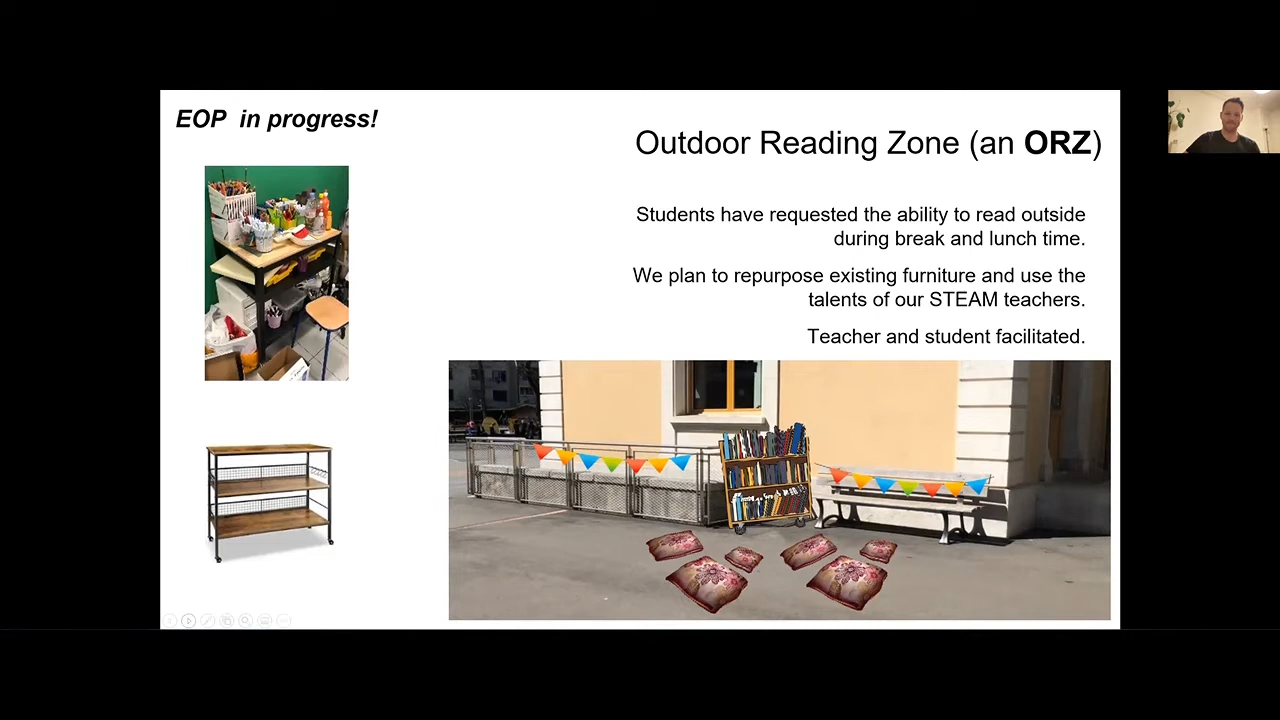 EOP in progress!
Outdoor Reading Zone (an ORZ)
Students have requested the ability to read outside
during break and lunch time.
We plan to repurpose existing furniture and use the
talents of our STEAM teachers.
Teacher and student facilitated.